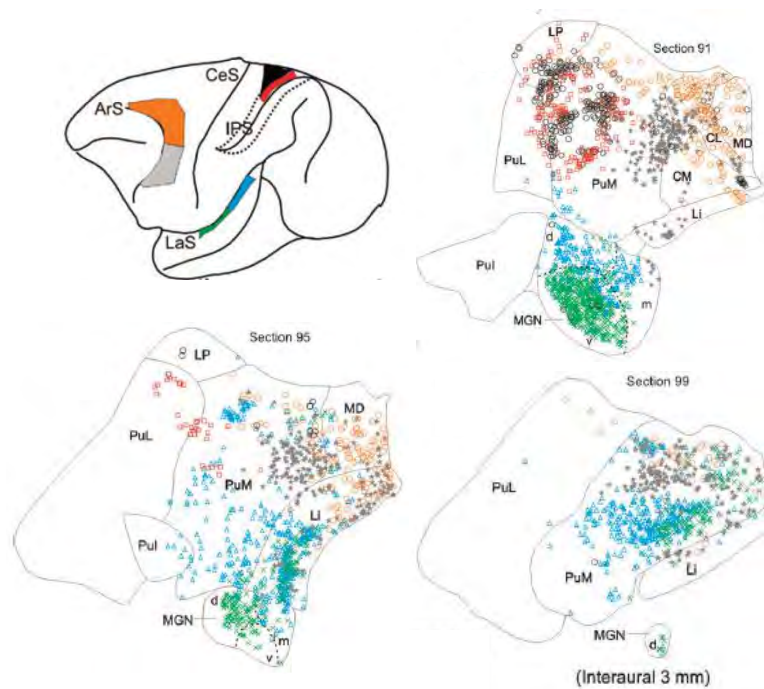 CeS
ArS
IPS
LaS
LP
Section 91
PuL
PuM
CL
MD
CM
Li
d
PuI
m
MGN
v
Section 95
LP
MD
PuL
PuM
Li
PuI
d
MGN
m
v
Section 99
PuL
PuM
Li
MGN
d
(Interaural 3 mm)